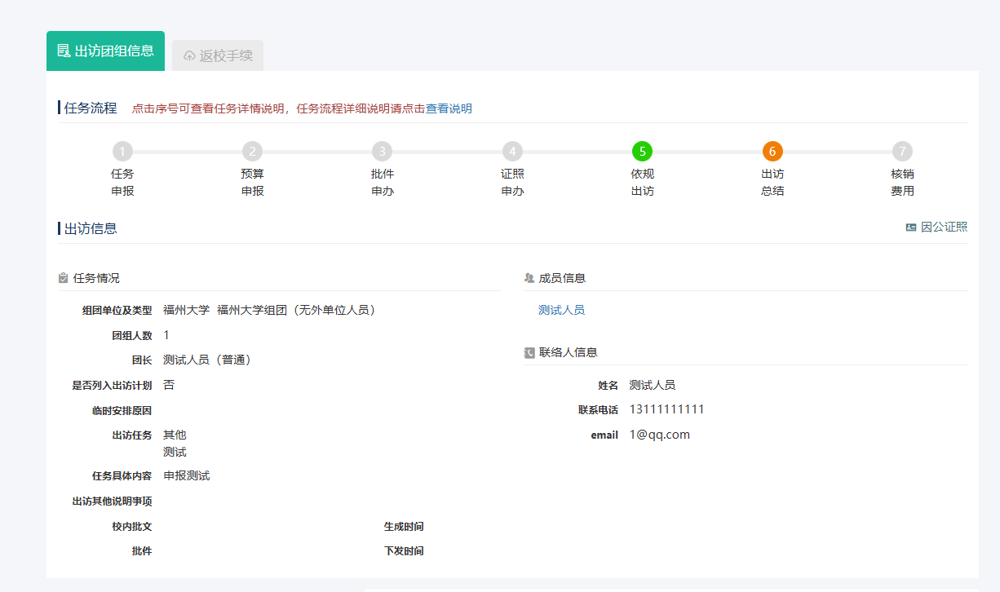 出访团组信息 返校手续
任务流程 点击序号可查看任务详情说明，任务流程详细说明请点击查看说明
1 2 3 4 5 6 7
任务 预算 批件 证照 依规 出访 核销
申报 申报 申办 申办 出访 总结 费用
出访信息 因公证照
任务情况
组团单位及类型 福州大学 福州大学组团（无外单位人员）
团组人数 1
团长 测试人员（普通）
是否列入出访计划 否
临时安排原因
出访任务 其他
测试
任务具体内容 申报测试
出访其他说明事项
校内批文 生成时间
批件 下发时间
成员信息
测试人员
联络人信息
姓名 测试人员
联系电话 13111111111
email 1@qq.com